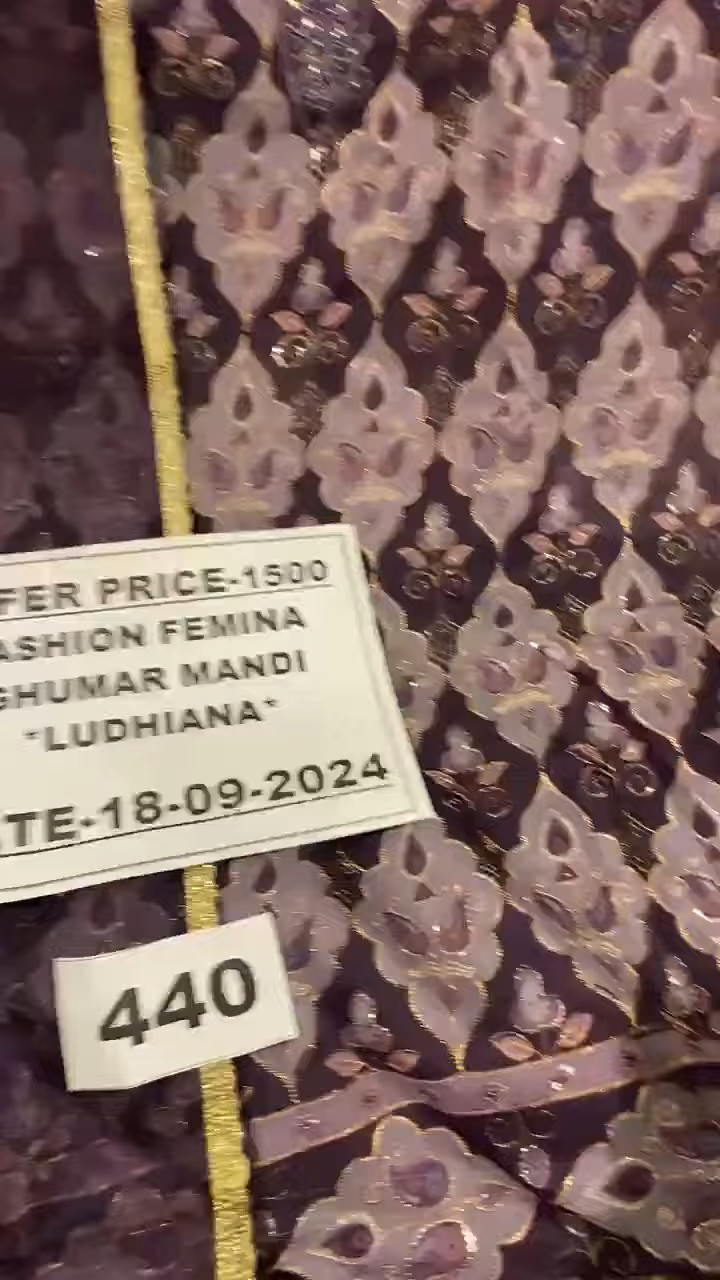 FER PRICE-1500
ASHION FEMINA
GHUMAR MANDI
*LUDHIANA*
TE-18-09-2024
440